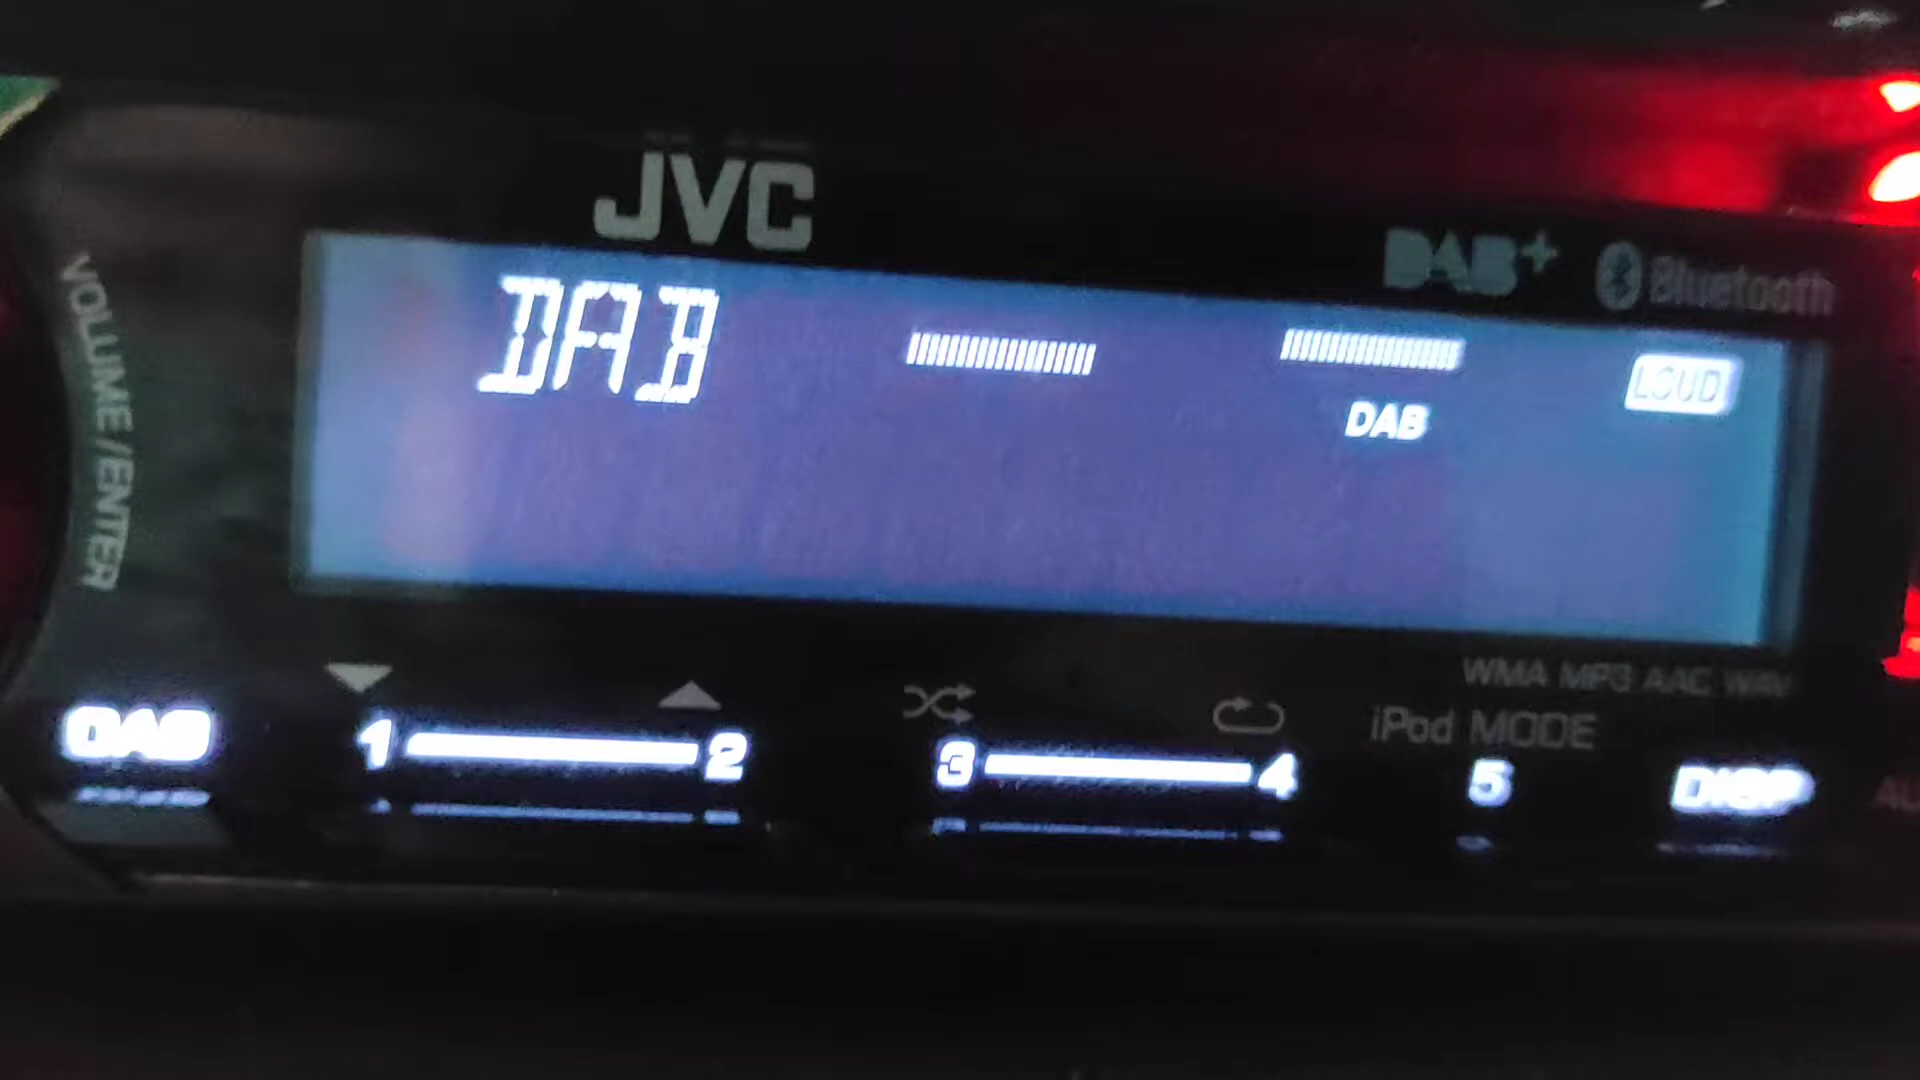 JVC
DAB+ Bluetooth
VOLUME/ENTER
DAB
LOUD
DAB
WMA MP3 AAC WAV
iPod MODE
DAB 1 2 3 4 5 DISP